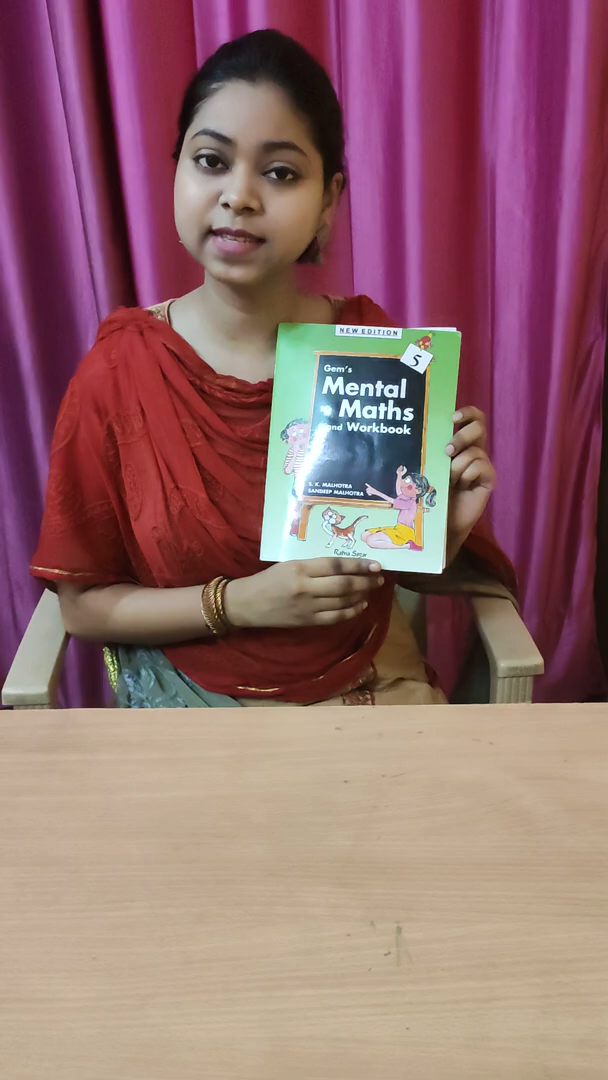 NEW EDITION
5
Gem's
Mental
Maths
and Workbook
S. K. MALHOTRA
SANDEEP MALHOTRA
Ratna Sagar